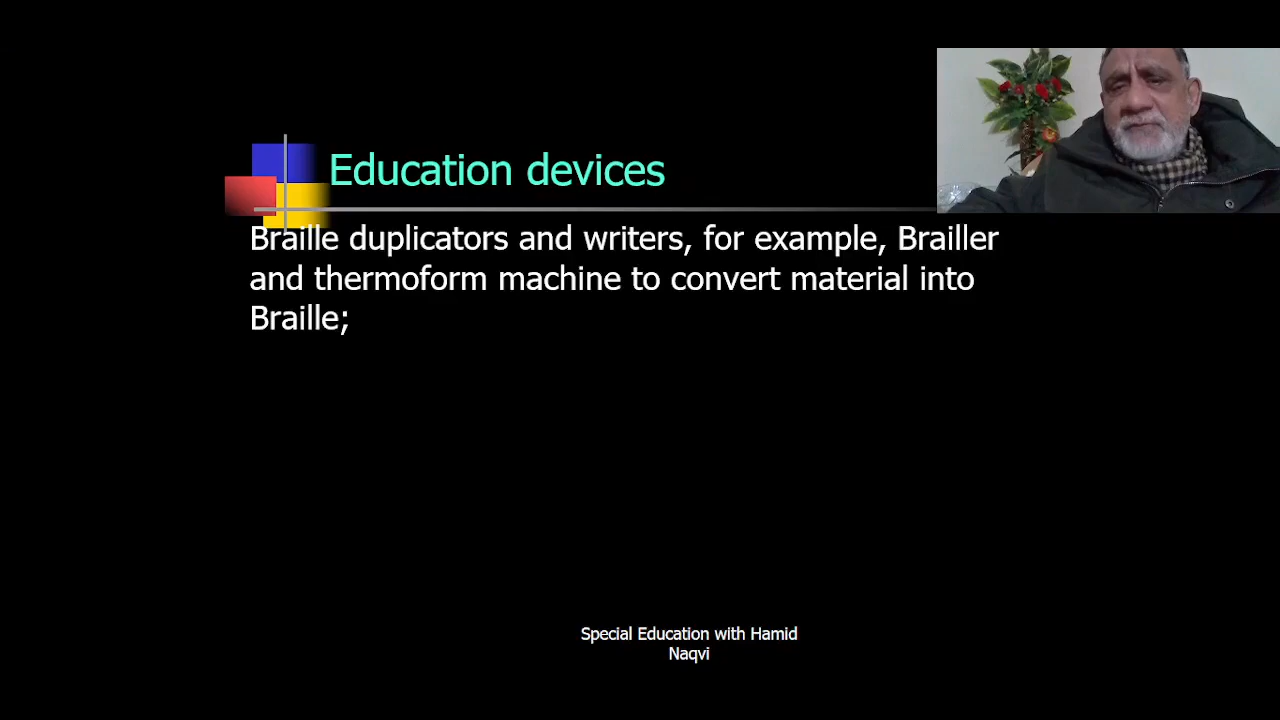 Education devices
Braille duplicators and writers, for example, Brailler
and thermoform machine to convert material into
Braille;
Special Education with Hamid
Naqvi